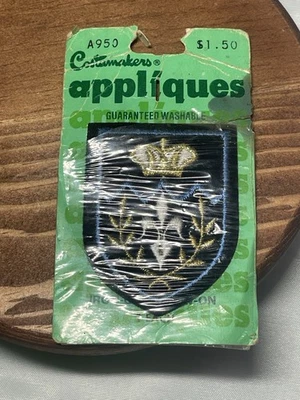 A950 $1.50
Costumakers®
appliques
GUARANTEED WASHABLE